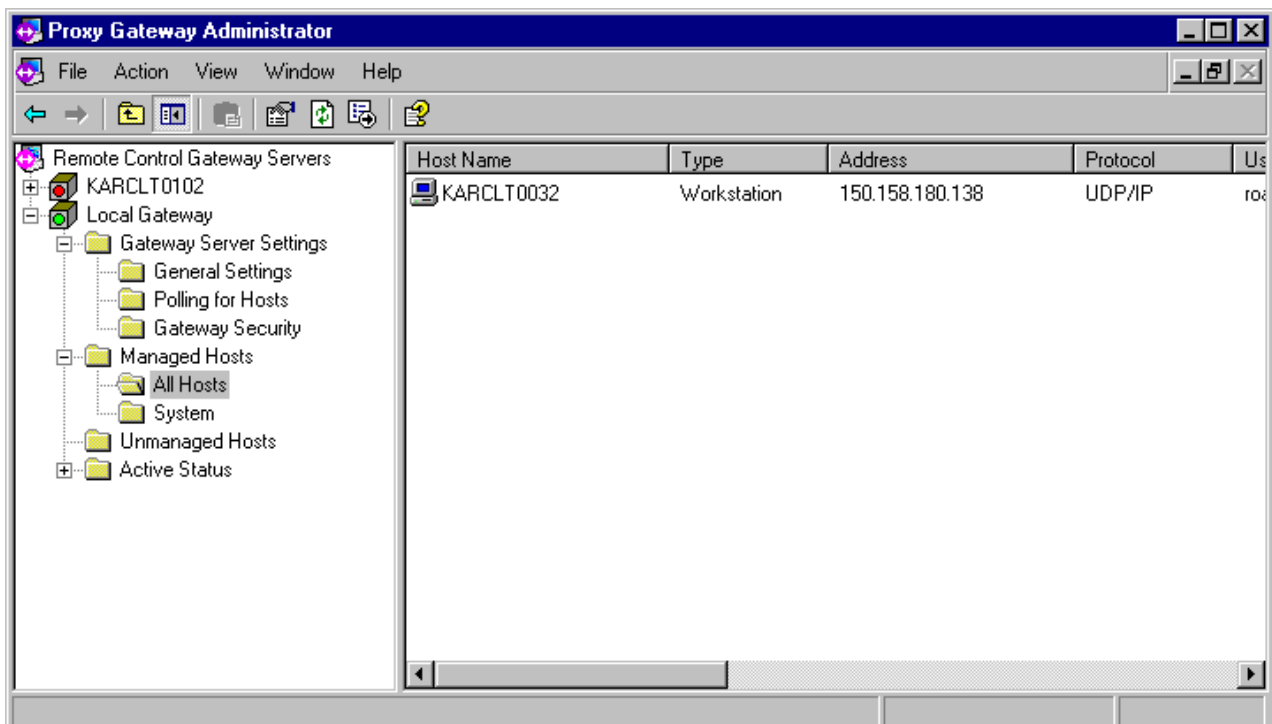 Proxy Gateway Administrator
File Action View Window Help
Remote Control Gateway Servers
KARCLT0102
Local Gateway
Gateway Server Settings
General Settings
Polling for Hosts
Gateway Security
Managed Hosts
All Hosts
System
Unmanaged Hosts
Active Status
Host Name Type Address Protocol Us
KARCLT0032 Workstation 150.158.180.138 UDP/IP